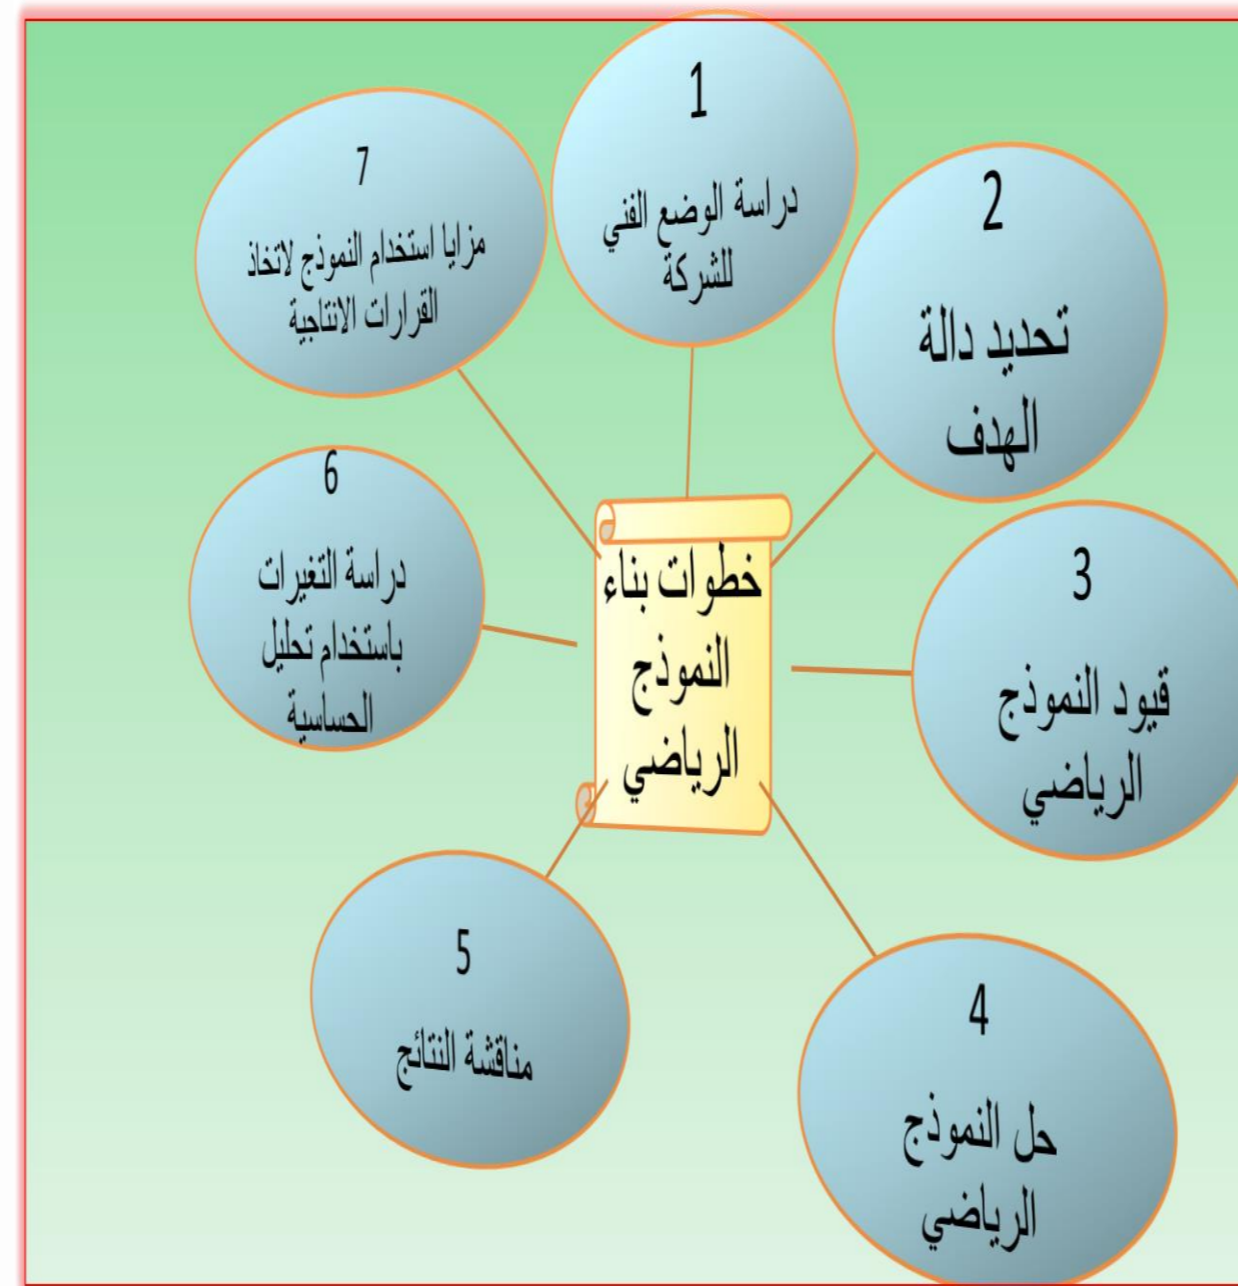 خطوات بناء
النموذج
الرياضي
1
دراسة الوضع الفني
للشركة
2
تحديد دالة
الهدف
3
قيود النموذج
الرياضي
4
حل النموذج
الرياضي
5
مناقشة النتائج
6
دراسة التغيرات
باستخدام تحليل
الحساسية
7
مزايا استخدام النموذج لاتخاذ
القرارات الانتاجية